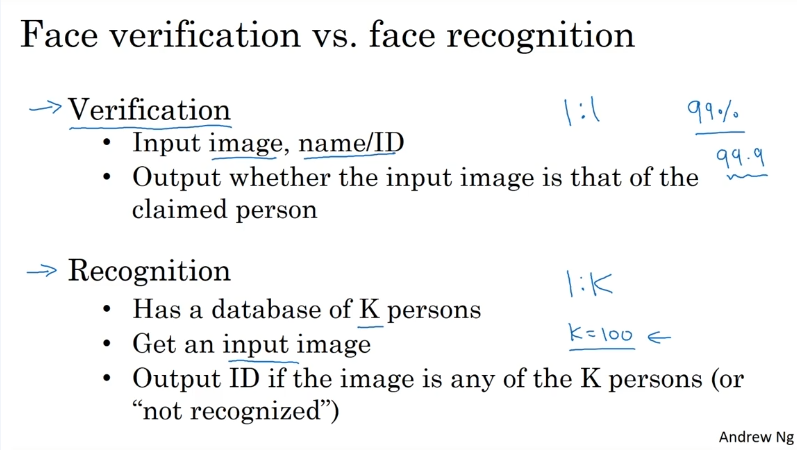 Face verification vs. face recognition
→ Verification 1:1 99%
• Input image, name/ID 99.9
• Output whether the input image is that of the
claimed person
→ Recognition 1:K
• Has a database of K persons
• Get an input image K=100 ←
• Output ID if the image is any of the K persons (or
“not recognized”)
Andrew Ng